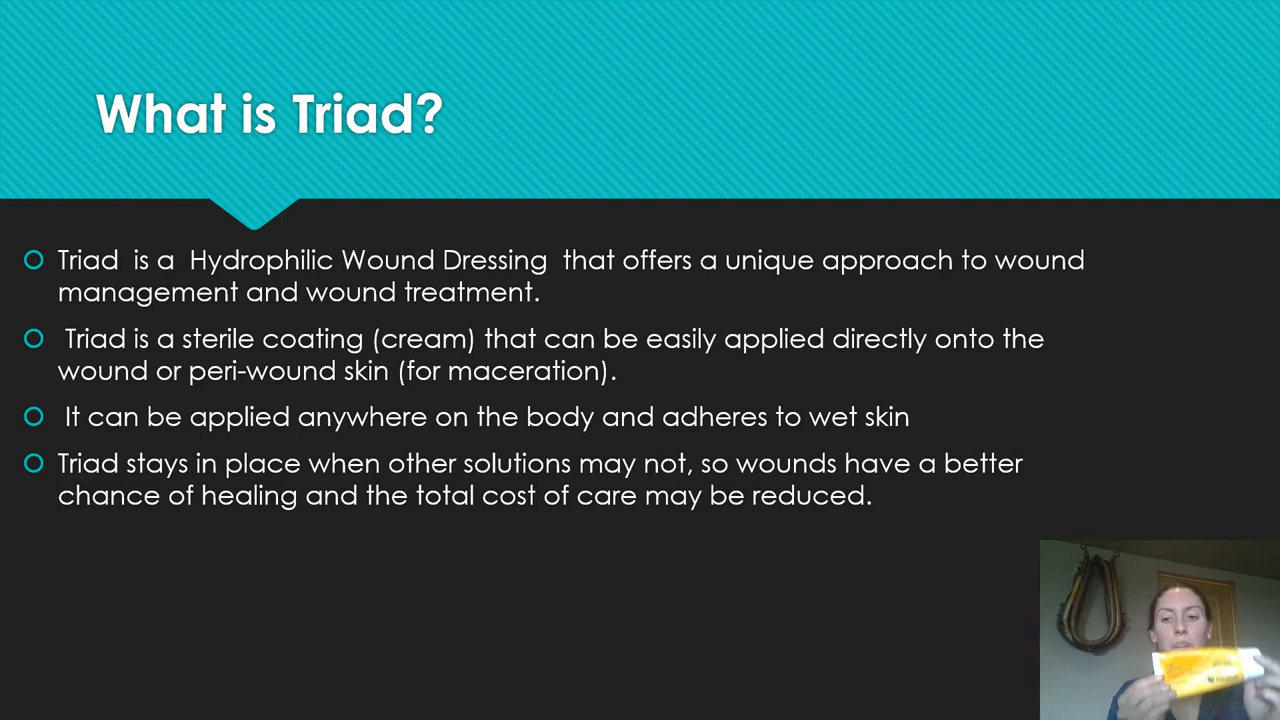 What is Triad?
Triad is a Hydrophilic Wound Dressing that offers a unique approach to wound
management and wound treatment.
Triad is a sterile coating (cream) that can be easily applied directly onto the
wound or peri-wound skin (for maceration).
It can be applied anywhere on the body and adheres to wet skin
Triad stays in place when other solutions may not, so wounds have a better
chance of healing and the total cost of care may be reduced.